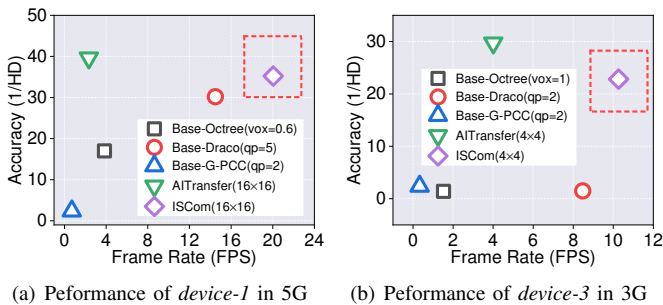 50
40
30
20
10
0
Accuracy (1/HD)
Base-Octree(vox=0.6)
Base-Draco(qp=5)
Base-G-PCC(qp=2)
AITransfer(16×16)
ISCom(16×16)
0 4 8 12 16 20 24
Frame Rate (FPS)
(a) Peformance of device-1 in 5G
30
20
10
0
Accuracy (1/HD)
Base-Octree(vox=1)
Base-Draco(qp=2)
Base-G-PCC(qp=2)
AITransfer(4×4)
ISCom(4×4)
0 2 4 6 8 10 12
Frame Rate (FPS)
(b) Peformance of device-3 in 3G